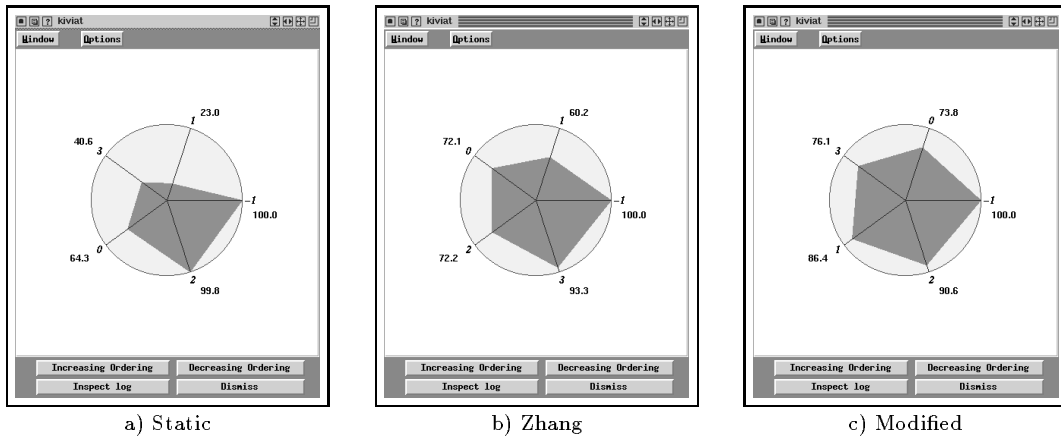 kiviat
Window Options
1 23.0
40.6 3
-1
100.0
0
64.3
2
99.8
Increasing Ordering Decreasing Ordering
Inspect log Dismiss
a) Static
kiviat
Window Options
1 60.2
72.1 0
-1
100.0
2
72.2
3
93.3
Increasing Ordering Decreasing Ordering
Inspect log Dismiss
b) Zhang
kiviat
Window Options
0 73.8
76.1 3
-1
100.0
1
86.4
2
90.6
Increasing Ordering Decreasing Ordering
Inspect log Dismiss
c) Modified